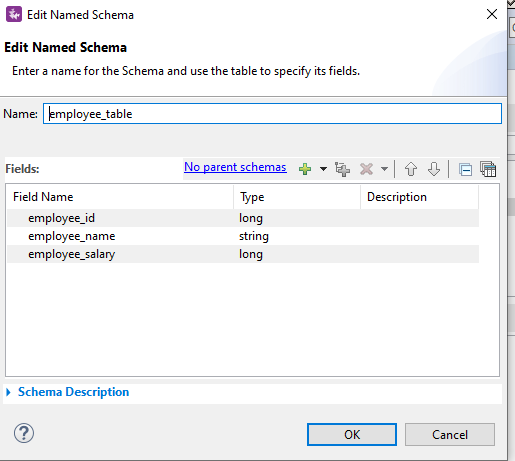 Edit Named Schema
Edit Named Schema
Enter a name for the Schema and use the table to specify its fields.
Name: employee_table
Fields: No parent schemas
Field Name Type Description
employee_id long
employee_name string
employee_salary long
Schema Description
?
OK Cancel